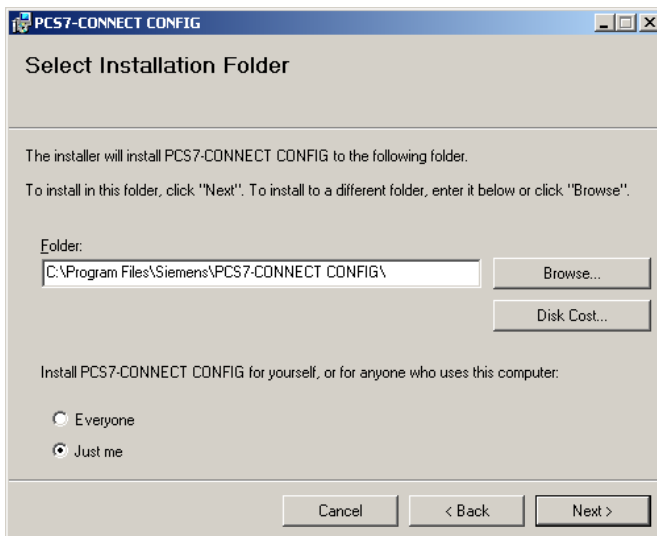 PCS7-CONNECT CONFIG
Select Installation Folder
The installer will install PCS7-CONNECT CONFIG to the following folder.
To install in this folder, click "Next". To install to a different folder, enter it below or click "Browse".
Folder:
C:\Program Files\Siemens\PCS7-CONNECT CONFIG\
Browse...
Disk Cost...
Install PCS7-CONNECT CONFIG for yourself, or for anyone who uses this computer:
Everyone
Just me
Cancel
< Back
Next >